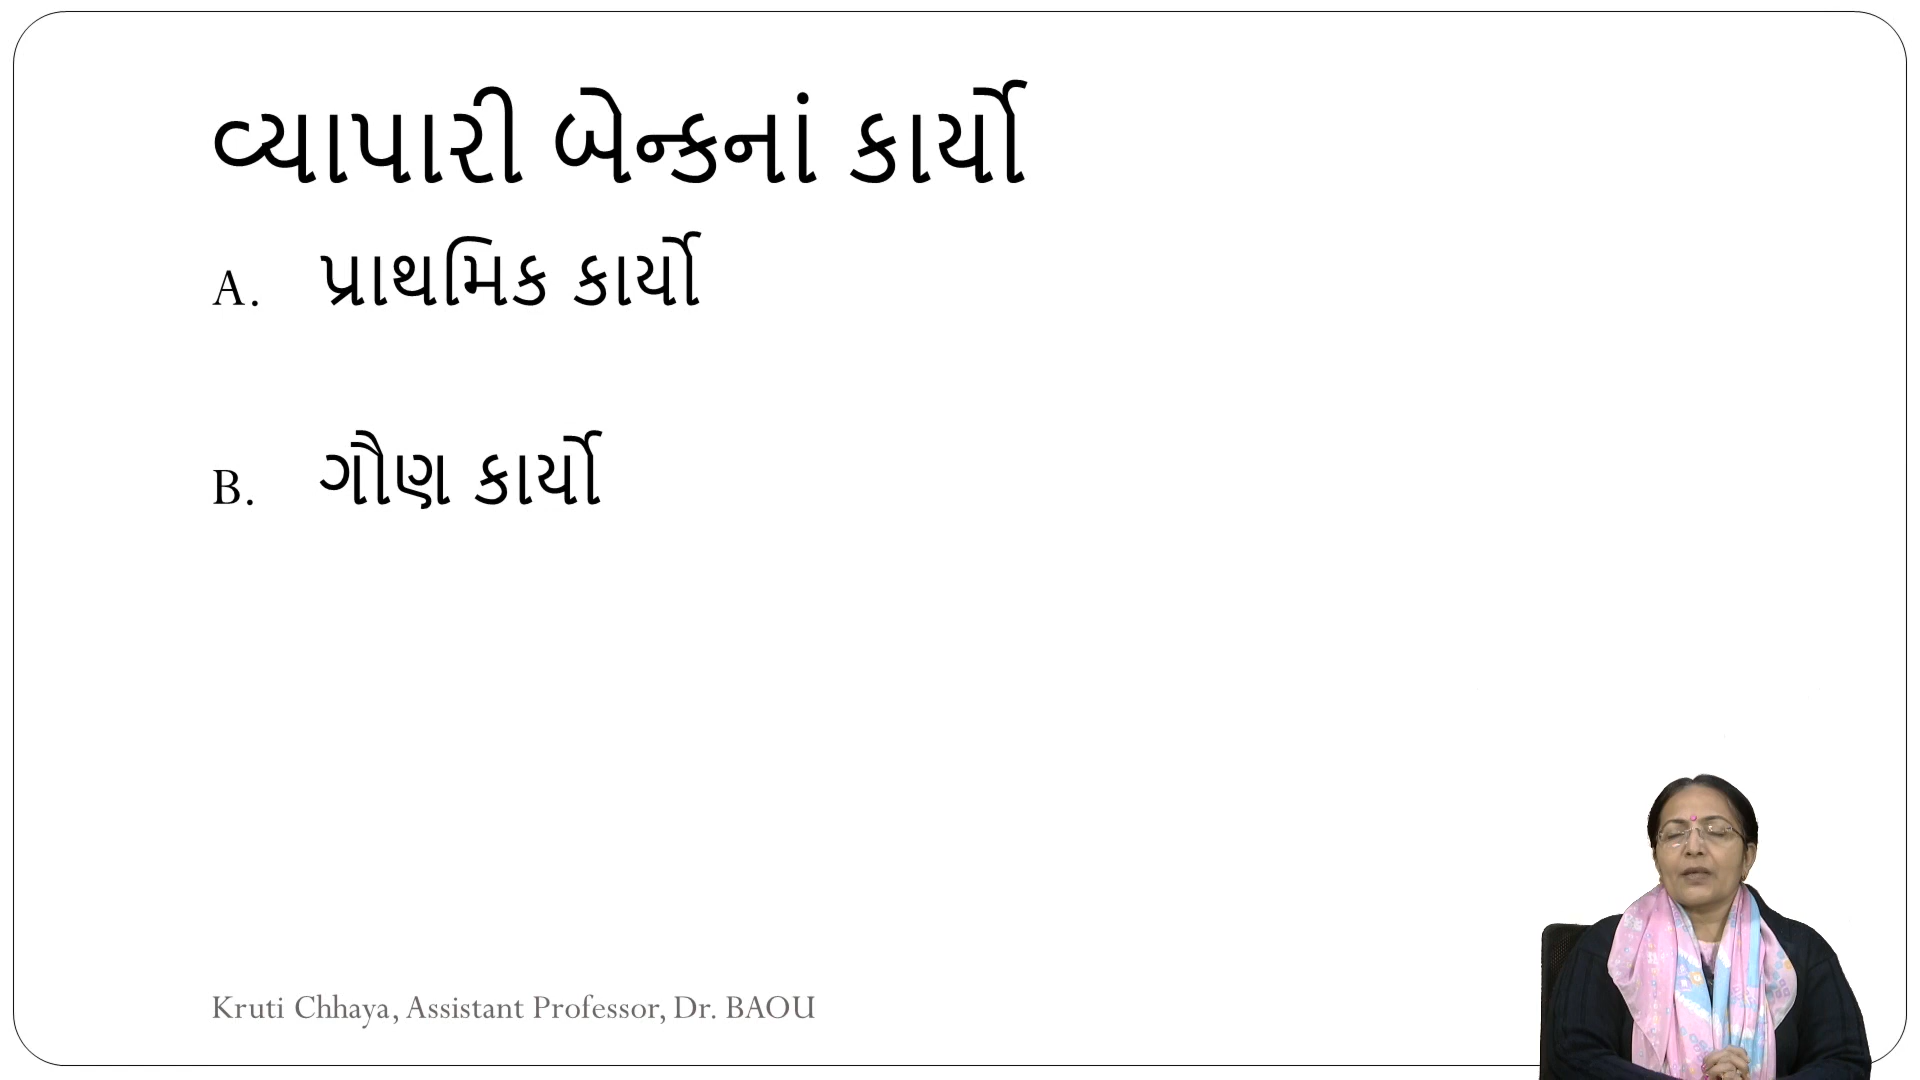 વ્યાપારી બેન્કનાં કાર્યો
A. પ્રાથમિક કાર્યો
B. ગૌણ કાર્યો
Kruti Chhaya, Assistant Professor, Dr. BAOU